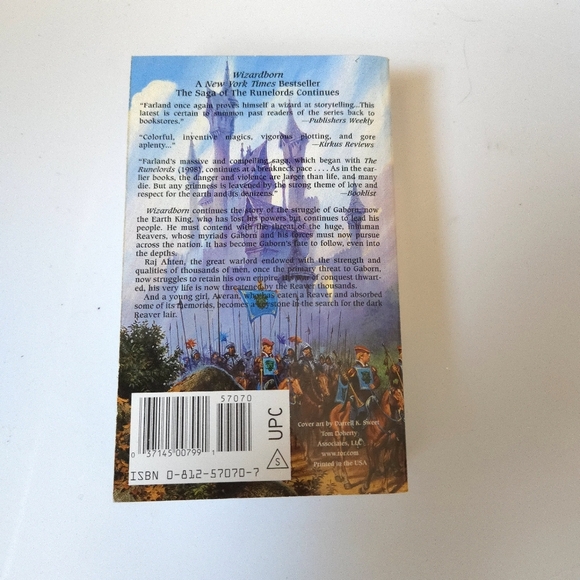 Wizardborn
A New York Times Bestseller
The Saga of The Runelords Continues
"Farland once again proves himself a wizard at storytelling...This
latest is certain to summon past readers of the series back to
bookstores." —Publishers Weekly
"Colorful, inventive magics, vigorous plotting, and gore
aplenty..." —Kirkus Reviews
"Farland's massive and compelling saga, which began with The
Runelords (1998), continues at a breakneck pace . . . . As in the ear-
lier books, the danger and violence are larger than life, and many
die. But any grimness is leavened by the strong theme of love and
respect for the earth and its denizens." —Booklist
Wizardborn continues the story of the struggle of Gaborn, now
the Earth King, who has lost his powers but continues to lead his
people. He must contend with the threat of the huge, inhuman
Reavers, whose myriads Gaborn and his forces must now pursue
across the nation. It has become Gaborn's fate to follow, even into
the depths.
Raj Ahten, the great warlord endowed with the strength and
qualities of thousands of men, once the primary threat to Gaborn,
now struggles to retain his own empire. His war of conquest thwart-
ed, his very life is now threatened by the Reaver thousands.
And a young girl, Averan, who has eaten a Reaver and absorbed
some of its memories, becomes a keystone in the search for the dark
Reaver lair.
57070
0 37145 00799 1
UPC
S
ISBN 0-812-57070-7
Cover art by Darrell K. Sweet
Tom Doherty
Associates, LLC
www.tor.com
Printed in the USA